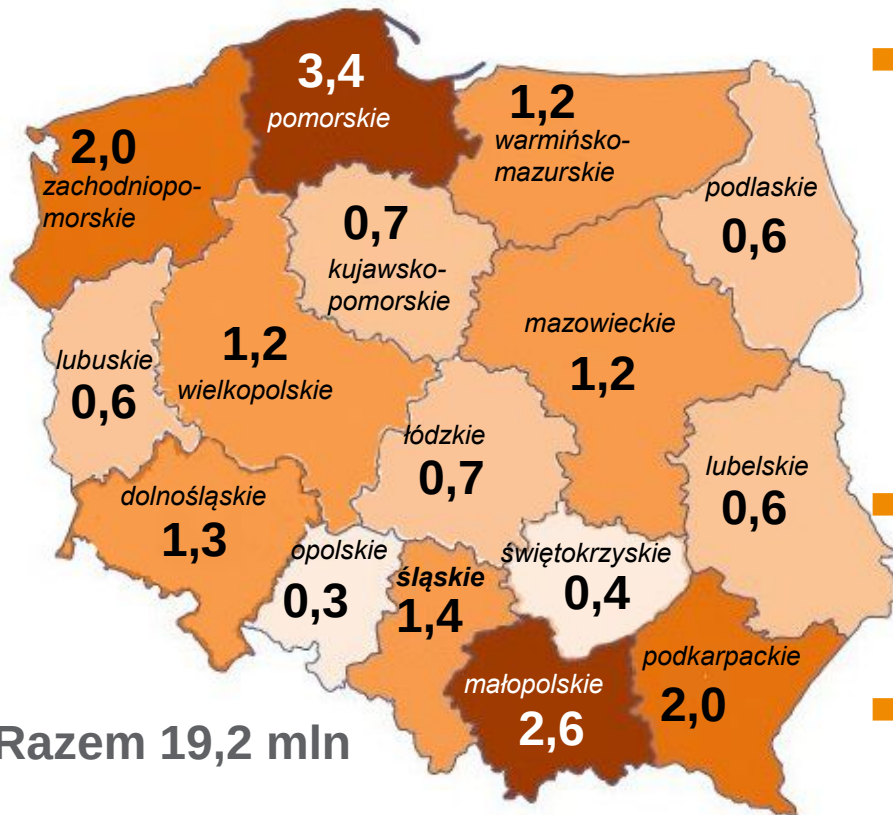 3,4
pomorskie
1,2
warmińsko-
mazurskie
2,0
zachodniopo-
morskie
podlaskie
0,6
0,7
kujawsko-
pomorskie
mazowieckie
1,2
1,2
wielkopolskie
lubuskie
0,6
łódzkie
0,7
lubelskie
0,6
dolnośląskie
1,3
opolskie
0,3
śląskie
1,4
świętokrzyskie
0,4
podkarpackie
2,0
małopolskie
2,6
Razem 19,2 mln